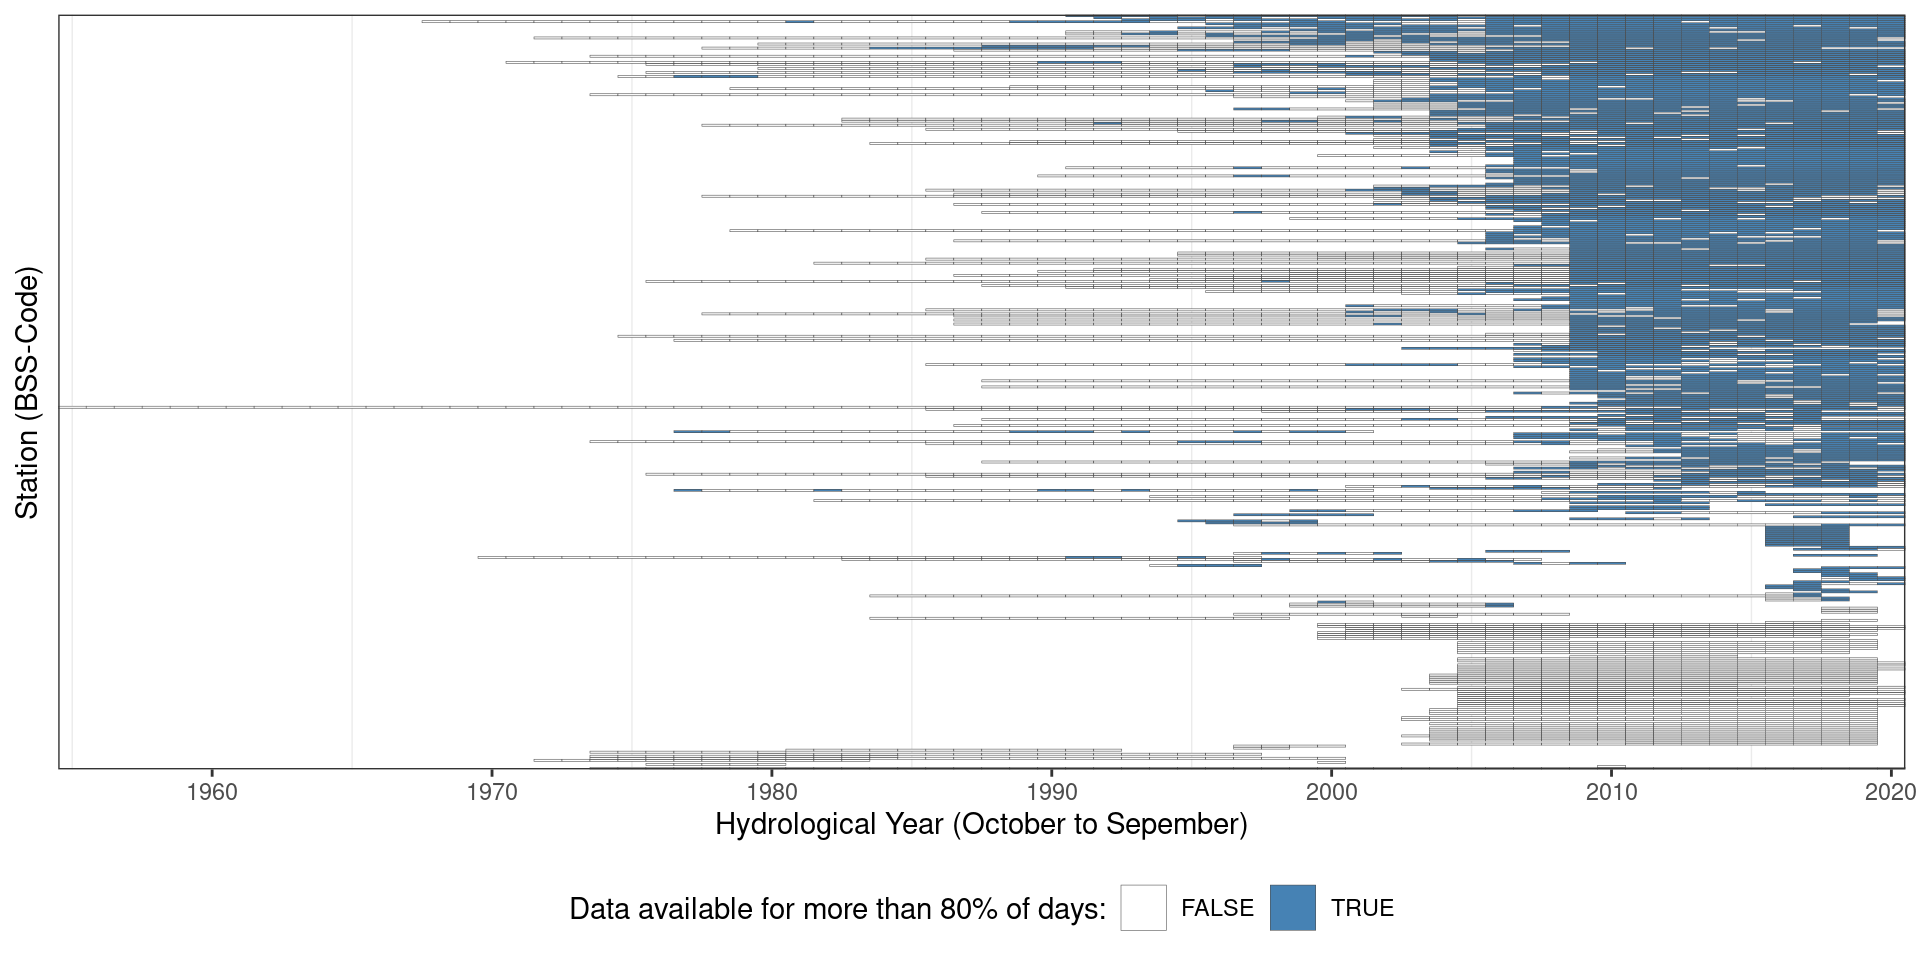 Station (BSS-Code)
1960 1970 1980 1990 2000 2010 2020
Hydrological Year (October to Sepember)
Data available for more than 80% of days: FALSE TRUE